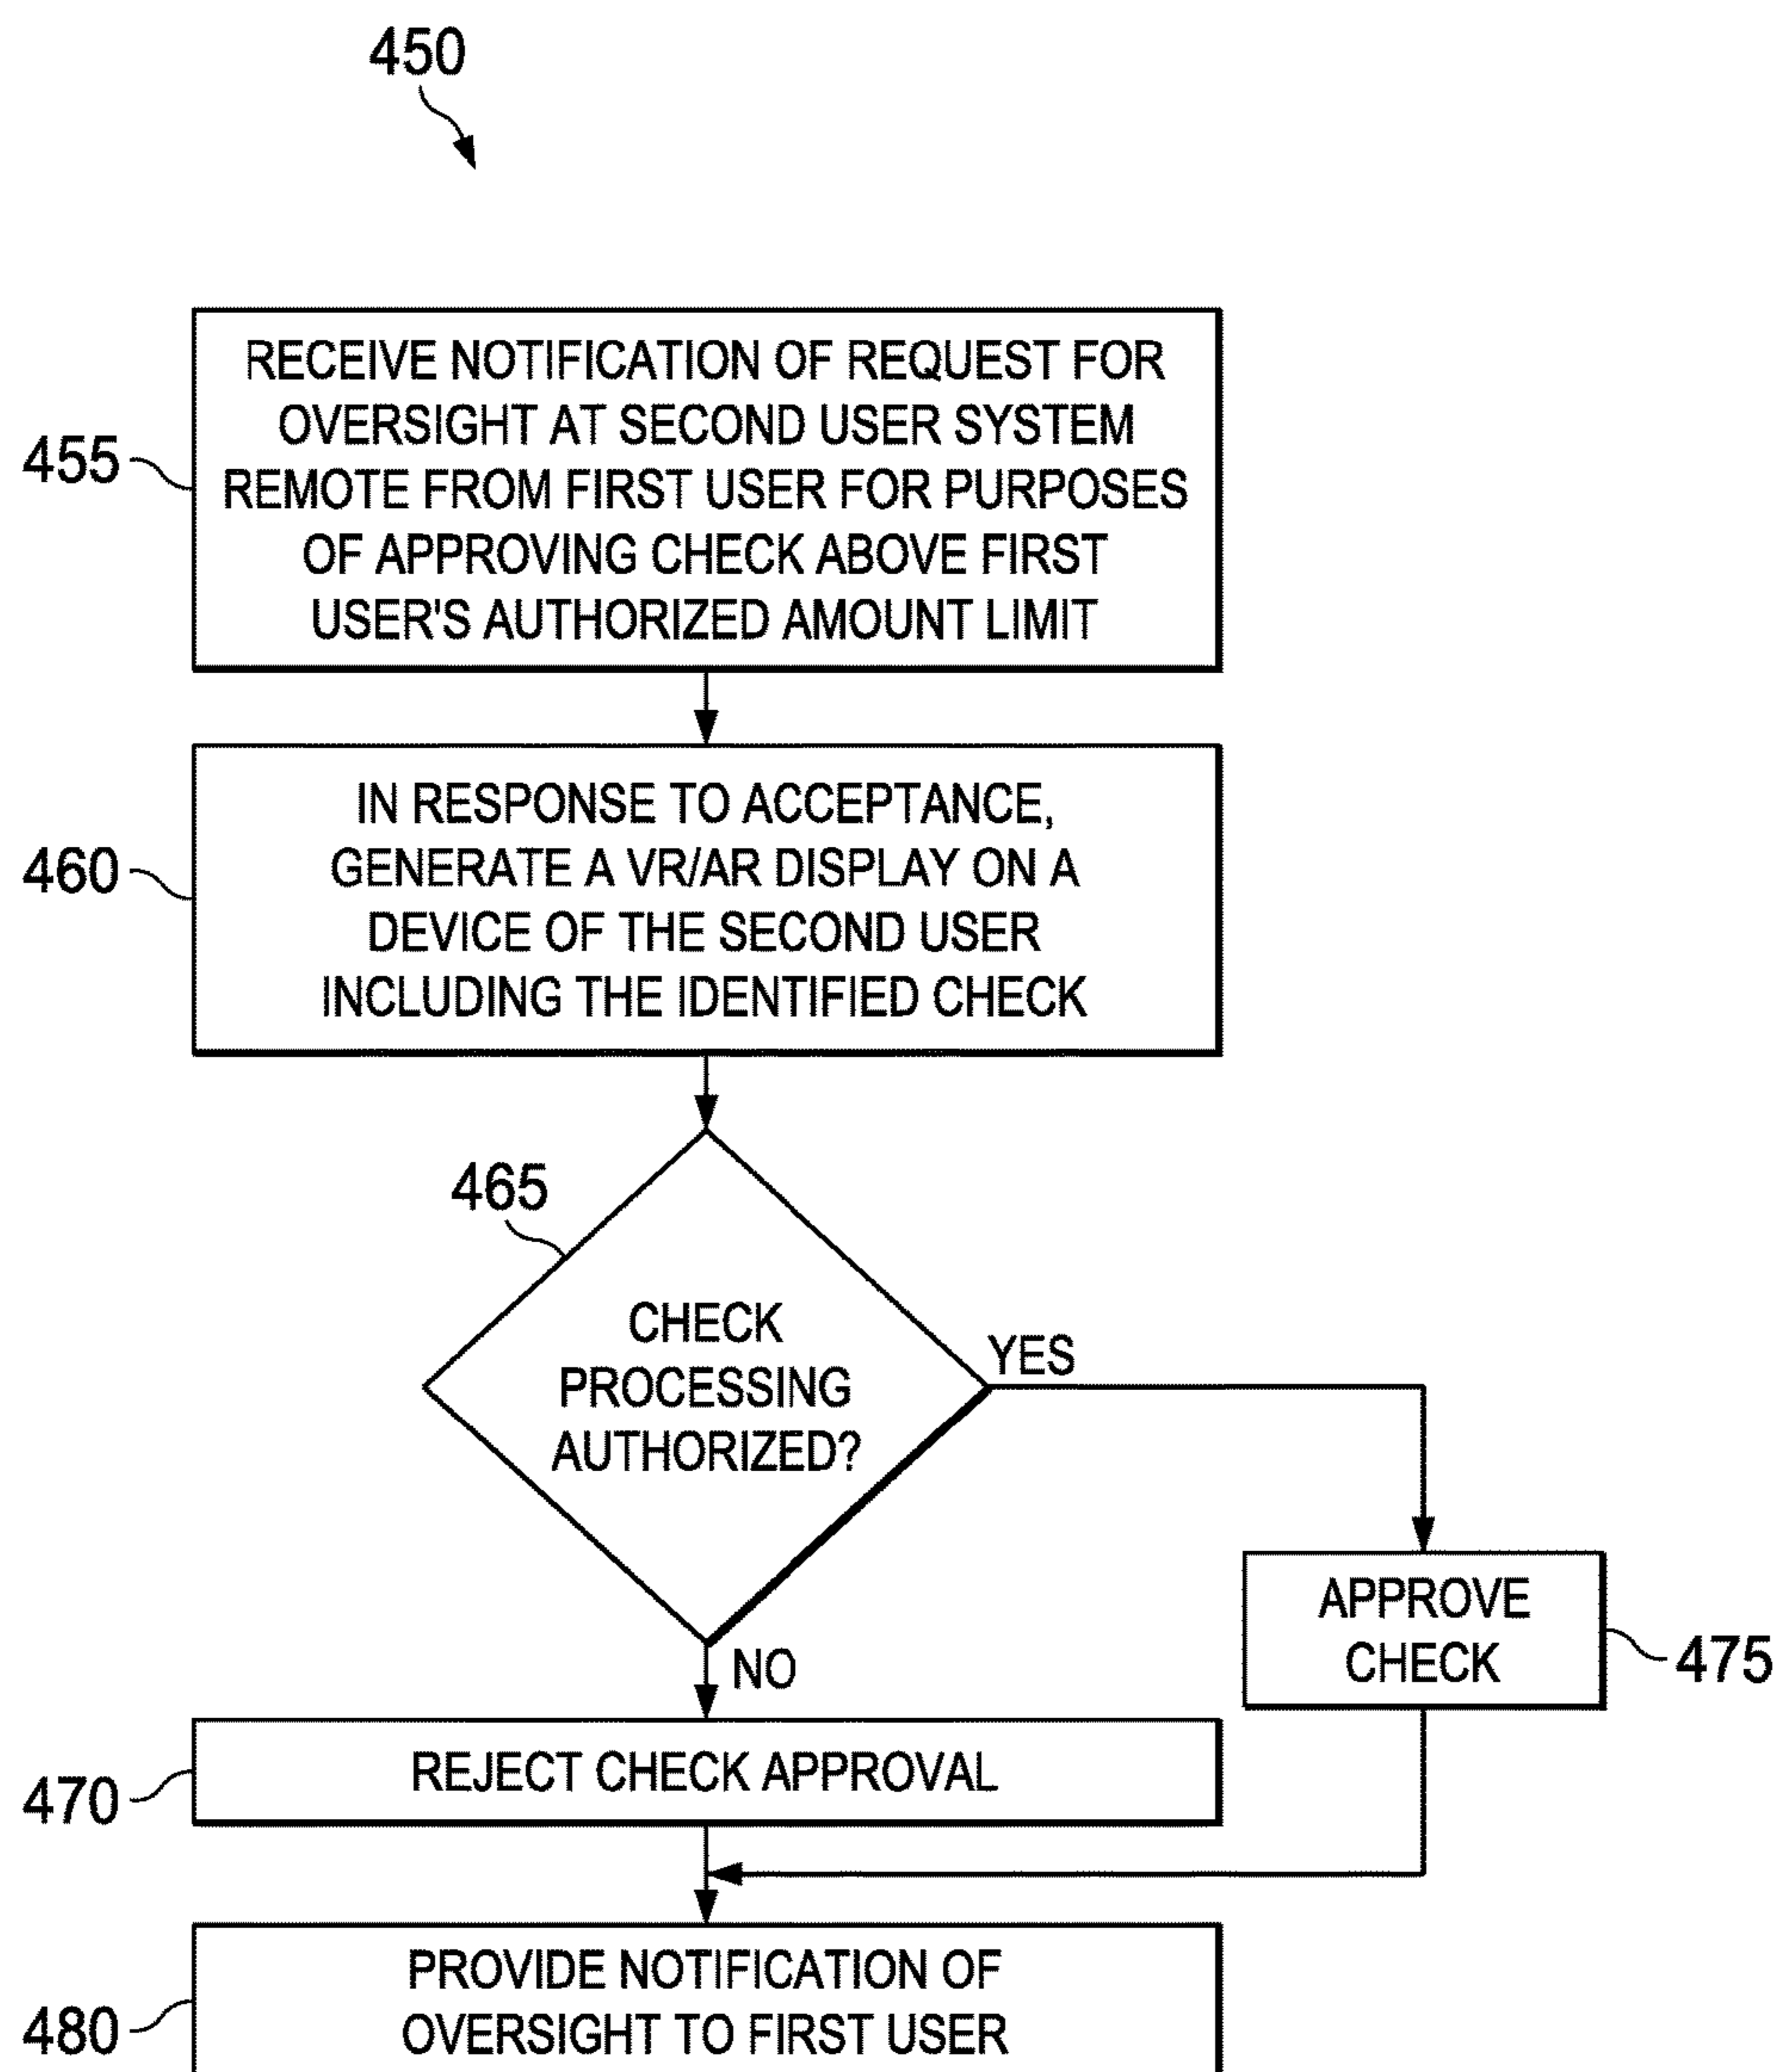 450
455
RECEIVE NOTIFICATION OF REQUEST FOR
OVERSIGHT AT SECOND USER SYSTEM
REMOTE FROM FIRST USER FOR PURPOSES
OF APPROVING CHECK ABOVE FIRST
USER'S AUTHORIZED AMOUNT LIMIT
460
IN RESPONSE TO ACCEPTANCE,
GENERATE A VR/AR DISPLAY ON A
DEVICE OF THE SECOND USER
INCLUDING THE IDENTIFIED CHECK
465
CHECK
PROCESSING
AUTHORIZED?
YES
NO
APPROVE
CHECK
475
470
REJECT CHECK APPROVAL
480
PROVIDE NOTIFICATION OF
OVERSIGHT TO FIRST USER